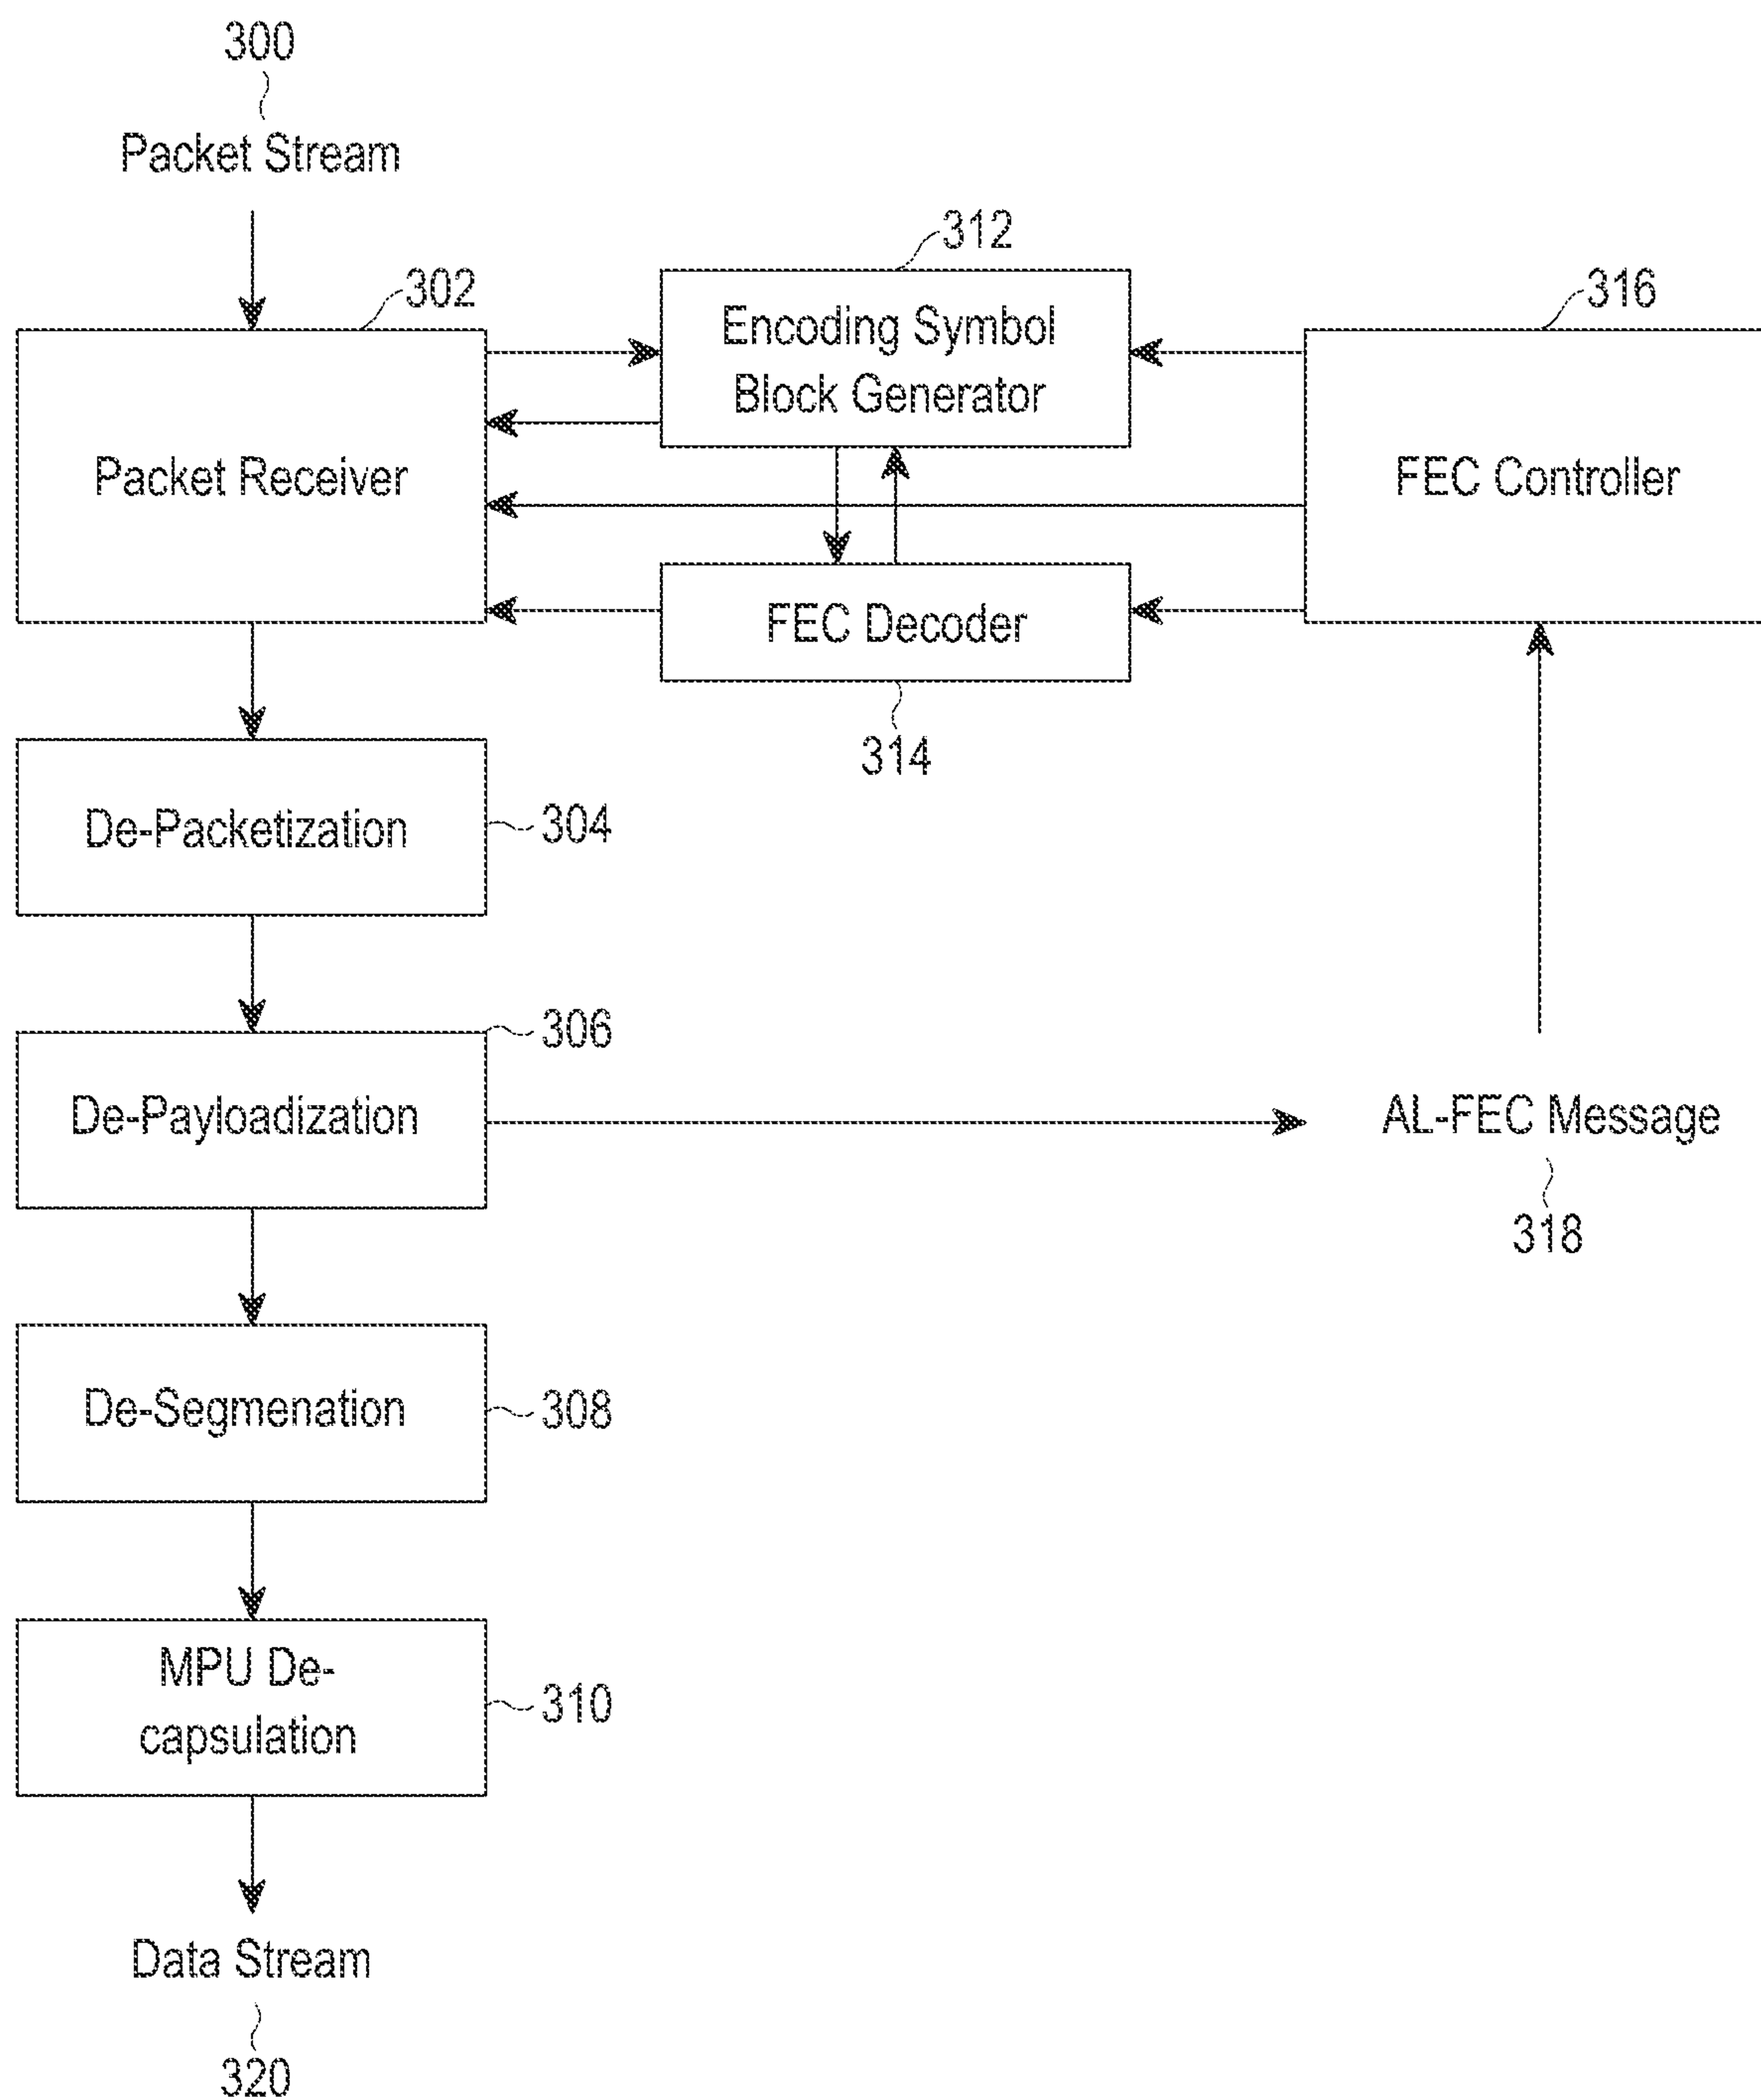 300
Packet Stream
302
312
316
Packet Receiver
Encoding Symbol
Block Generator
FEC Controller
FEC Decoder
314
De-Packetization
304
306
De-Payloadization
AL-FEC Message
318
De-Segmenation
308
MPU De-
capsulation
310
Data Stream
320